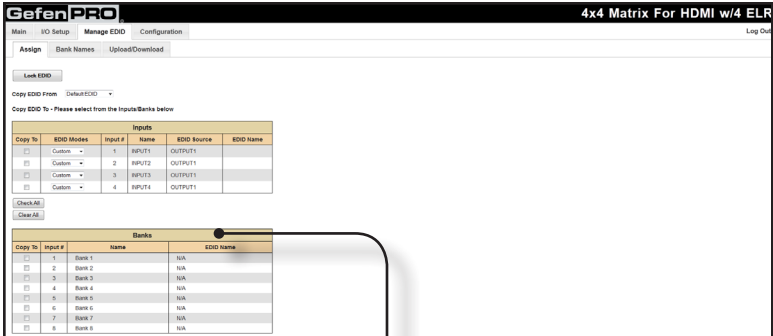 Gefen PRO ®
4x4 Matrix For HDMI w/4 ELR
Main I/O Setup Manage EDID Configuration Log Out
Assign Bank Names Upload/Download
Lock EDID
Copy EDID From Default EDID
Copy EDID To - Please select from the Inputs/Banks below
Inputs
Copy To EDID Modes Input # Name EDID Source EDID Name
Custom 1 INPUT1 OUTPUT1
Custom 2 INPUT2 OUTPUT1
Custom 3 INPUT3 OUTPUT1
Custom 4 INPUT4 OUTPUT1
Check All
Clear All
Banks
Copy To Input # Name EDID Name
1 Bank 1 N/A
2 Bank 2 N/A
3 Bank 3 N/A
4 Bank 4 N/A
5 Bank 5 N/A
6 Bank 6 N/A
7 Bank 7 N/A
8 Bank 8 N/A